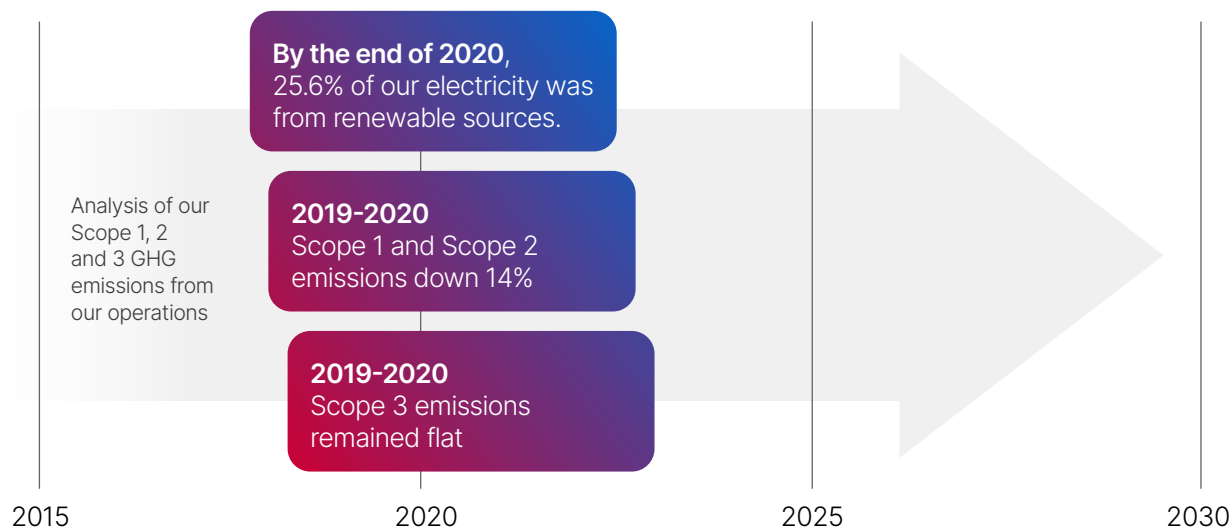 By the end of 2020,
25.6% of our electricity was
from renewable sources.
Analysis of our
Scope 1, 2
and 3 GHG
emissions from
our operations
2019-2020
Scope 1 and Scope 2
emissions down 14%
2019-2020
Scope 3 emissions
remained flat
2015
2020
2025
2030